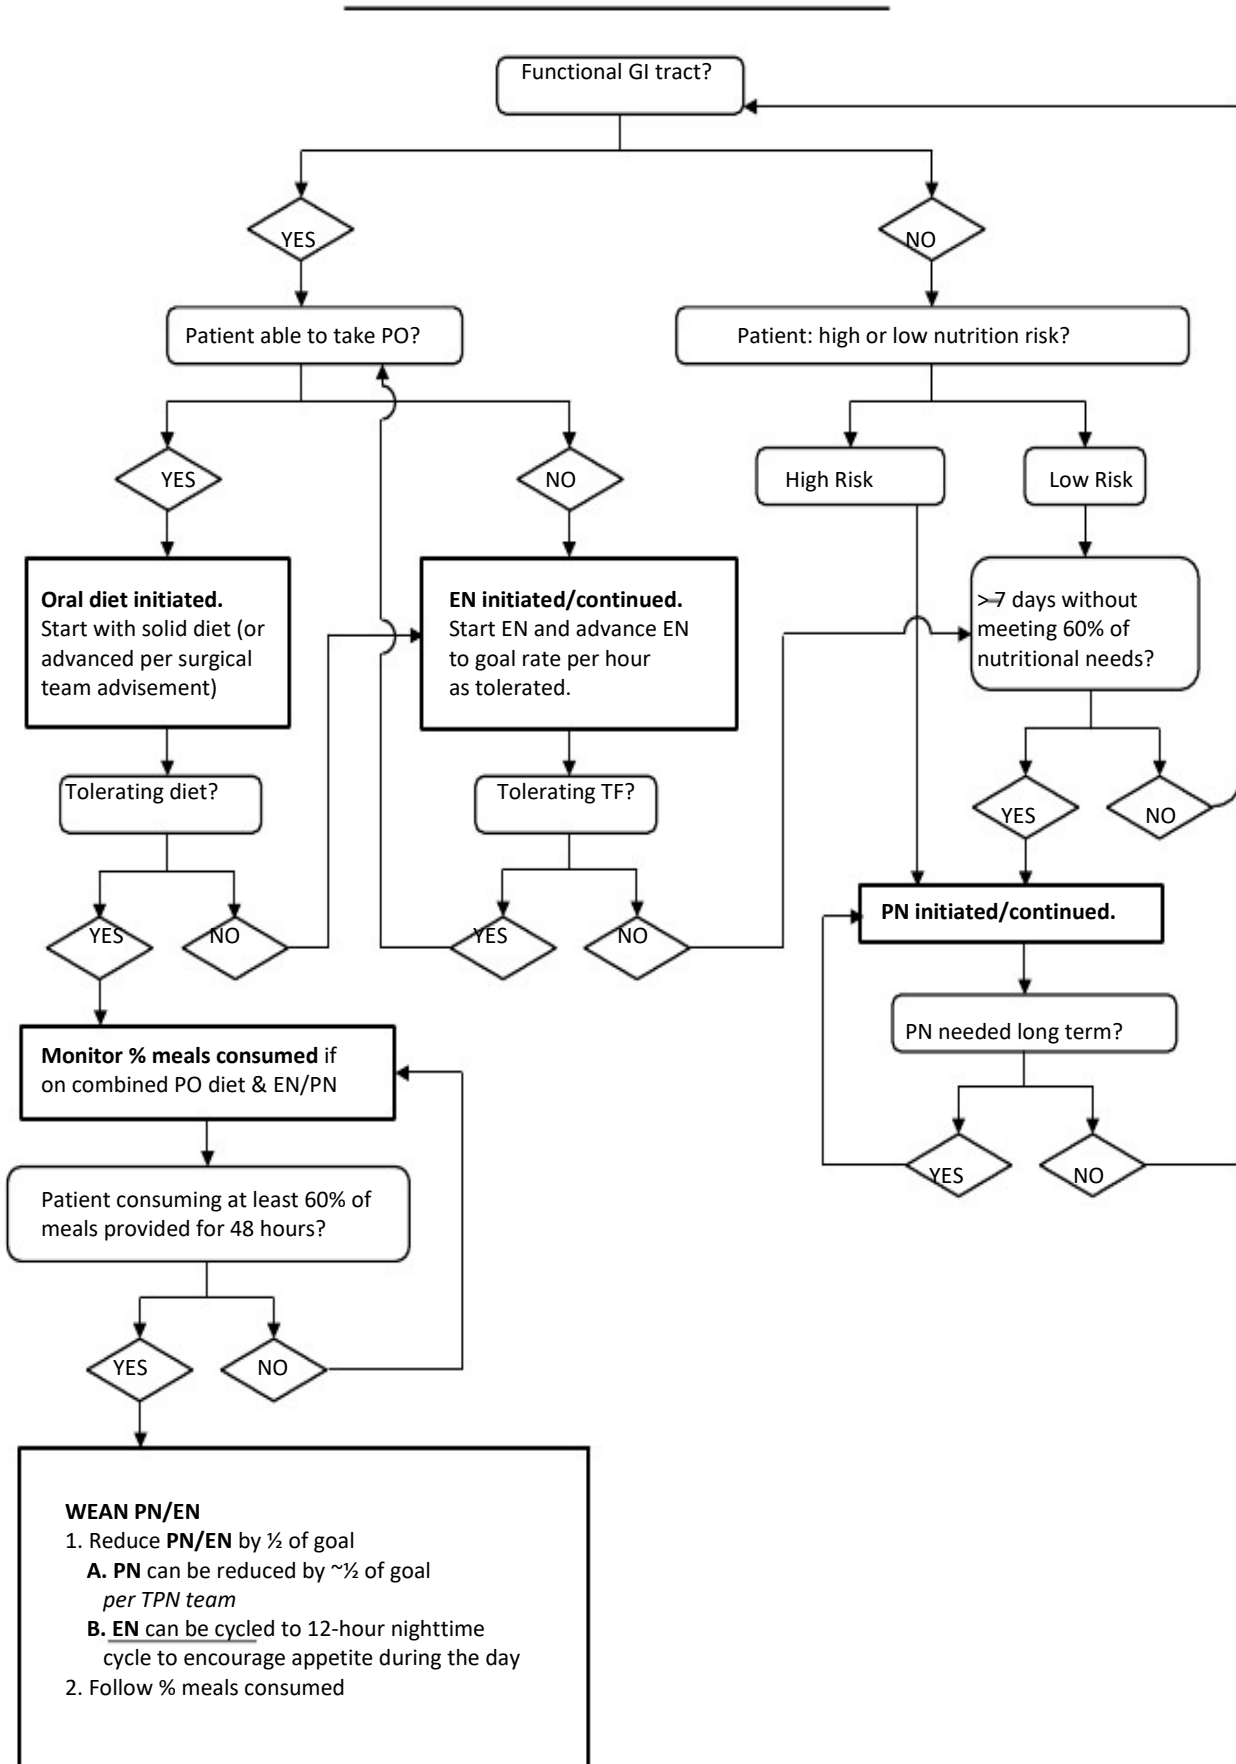 Functional GI tract?
YES
NO
Patient able to take PO?
Patient: high or low nutrition risk?
YES
NO
High Risk
Low Risk
Oral diet initiated.
Start with solid diet (or
advanced per surgical
team advisement)
EN initiated/continued.
Start EN and advance EN
to goal rate per hour
as tolerated.
>7 days without
meeting 60% of
nutritional needs?
Tolerating diet?
Tolerating TF?
YES
NO
YES
NO
YES
NO
PN initiated/continued.
PN needed long term?
Monitor % meals consumed if
on combined PO diet & EN/PN
YES
NO
Patient consuming at least 60% of
meals provided for 48 hours?
YES
NO
WEAN PN/EN
1. Reduce PN/EN by ½ of goal
A. PN can be reduced by ~½ of goal
per TPN team
B. EN can be cycled to 12-hour nighttime
cycle to encourage appetite during the day
2. Follow % meals consumed